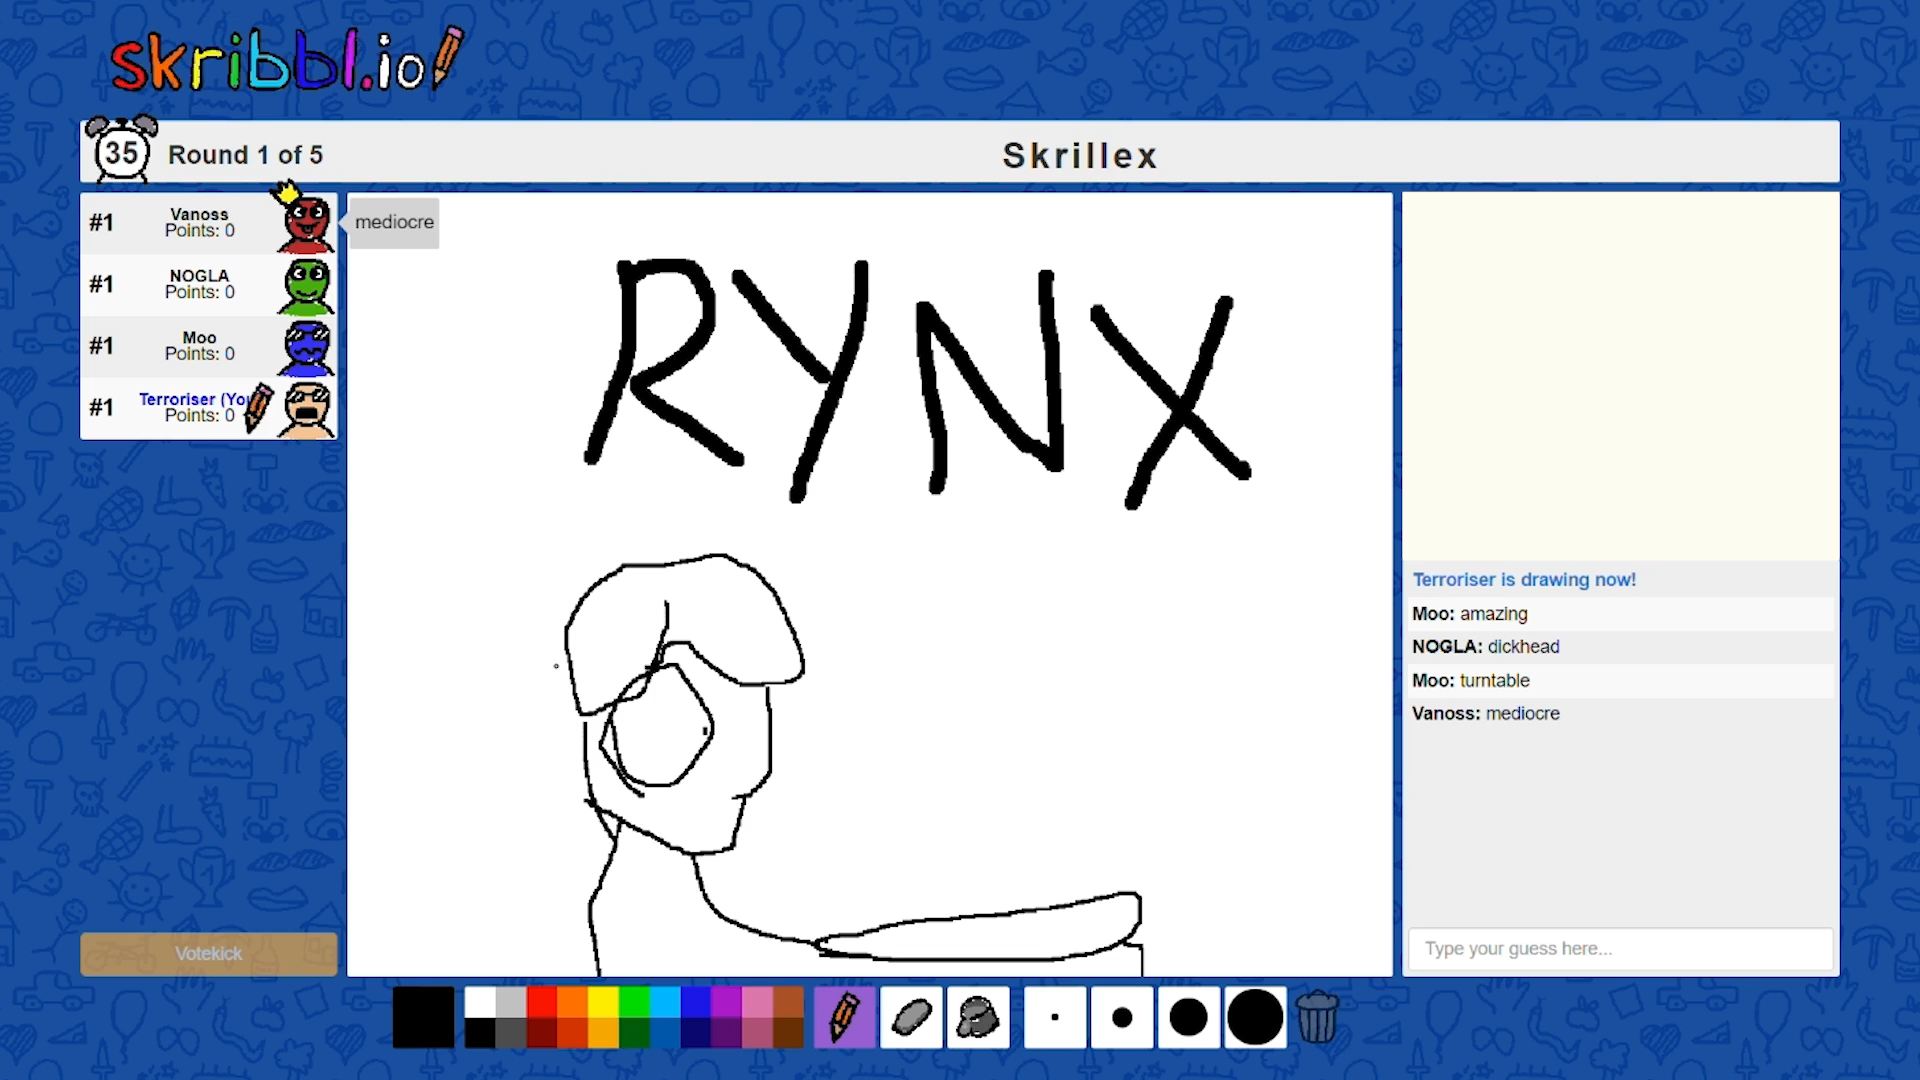 skribbl.io
35
Round 1 of 5
Skrillex
#1
Vanoss
Points: 0
mediocre
#1
NOGLA
Points: 0
#1
Moo
Points: 0
#1
Terroriser (You
Points: 0
RYNX
Terroriser is drawing now!
Moo: amazing
NOGLA: dickhead
Moo: turntable
Vanoss: mediocre
Votekick
Type your guess here...